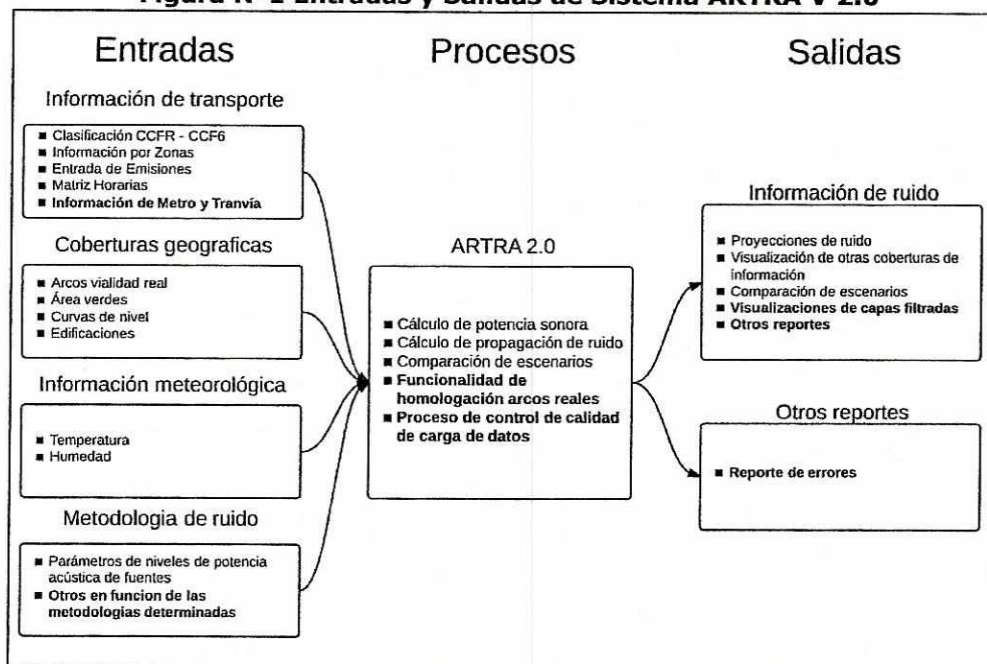 Figura N° 1 Entradas y Salidas de Sistema ARTRA V 2.0
Entradas
Información de transporte
■ Clasificación CCFR - CCF6
■ Información por Zonas
■ Entrada de Emisiones
■ Matriz Horarias
■ Información de Metro y Tranvía
Coberturas geograficas
■ Arcos vialidad real
■ Área verdes
■ Curvas de nivel
■ Edificaciones
Información meteorológica
■ Temperatura
■ Humedad
Metodologia de ruido
■ Parámetros de niveles de potencia
acústica de fuentes
■ Otros en funcion de las
metodologias determinadas
Procesos
ARTRA 2.0
■ Cálculo de potencia sonora
■ Cálculo de propagación de ruido
■ Comparación de escenarios
■ Funcionalidad de
homologación arcos reales
■ Proceso de control de calidad
de carga de datos
Salidas
Información de ruido
■ Proyecciones de ruido
■ Visualización de otras coberturas de
información
■ Comparación de escenarios
■ Visualizaciones de capas filtradas
■ Otros reportes
Otros reportes
■ Reporte de errores